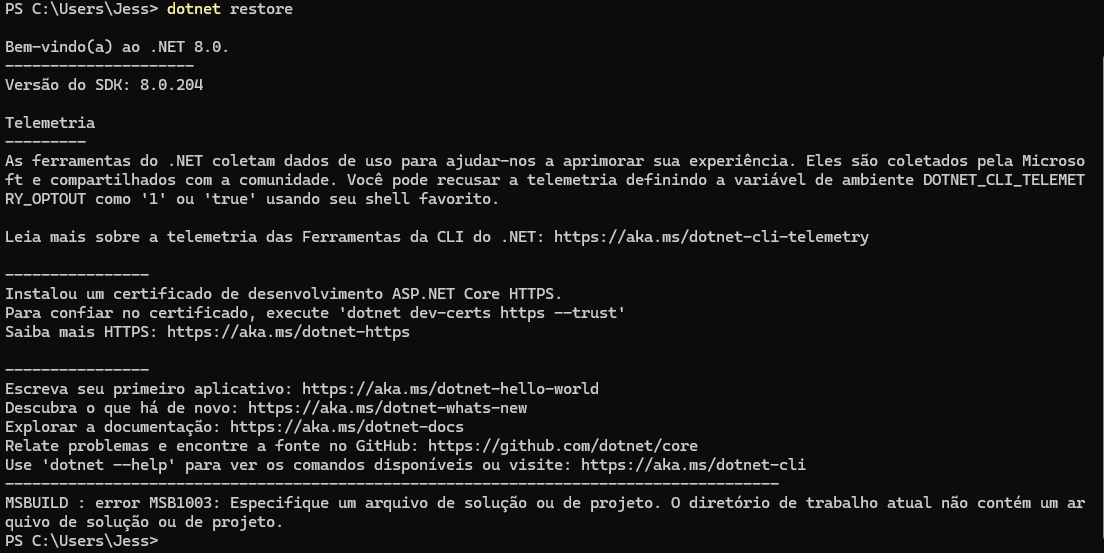 PS C:\Users\Jess> dotnet restore
Bem-vindo(a) ao .NET 8.0.
---------------------
Versão do SDK: 8.0.204
Telemetria
---------
As ferramentas do .NET coletam dados de uso para ajudar-nos a aprimorar sua experiência. Eles são coletados pela Microso
ft e compartilhados com a comunidade. Você pode recusar a telemetria definindo a variável de ambiente DOTNET_CLI_TELEMET
RY_OPTOUT como '1' ou 'true' usando seu shell favorito.
Leia mais sobre a telemetria das Ferramentas da CLI do .NET: https://aka.ms/dotnet-cli-telemetry
----------------
Instalou um certificado de desenvolvimento ASP.NET Core HTTPS.
Para confiar no certificado, execute 'dotnet dev-certs https --trust'
Saiba mais HTTPS: https://aka.ms/dotnet-https
----------------
Escreva seu primeiro aplicativo: https://aka.ms/dotnet-hello-world
Descubra o que há de novo: https://aka.ms/dotnet-whats-new
Explorar a documentação: https://aka.ms/dotnet-docs
Relate problemas e encontre a fonte no GitHub: https://github.com/dotnet/core
Use 'dotnet --help' para ver os comandos disponíveis ou visite: https://aka.ms/dotnet-cli
--------------------------------------------------------------------------------------
MSBUILD : error MSB1003: Especifique um arquivo de solução ou de projeto. O diretório de trabalho atual não contém um ar
quivo de solução ou de projeto.
PS C:\Users\Jess>